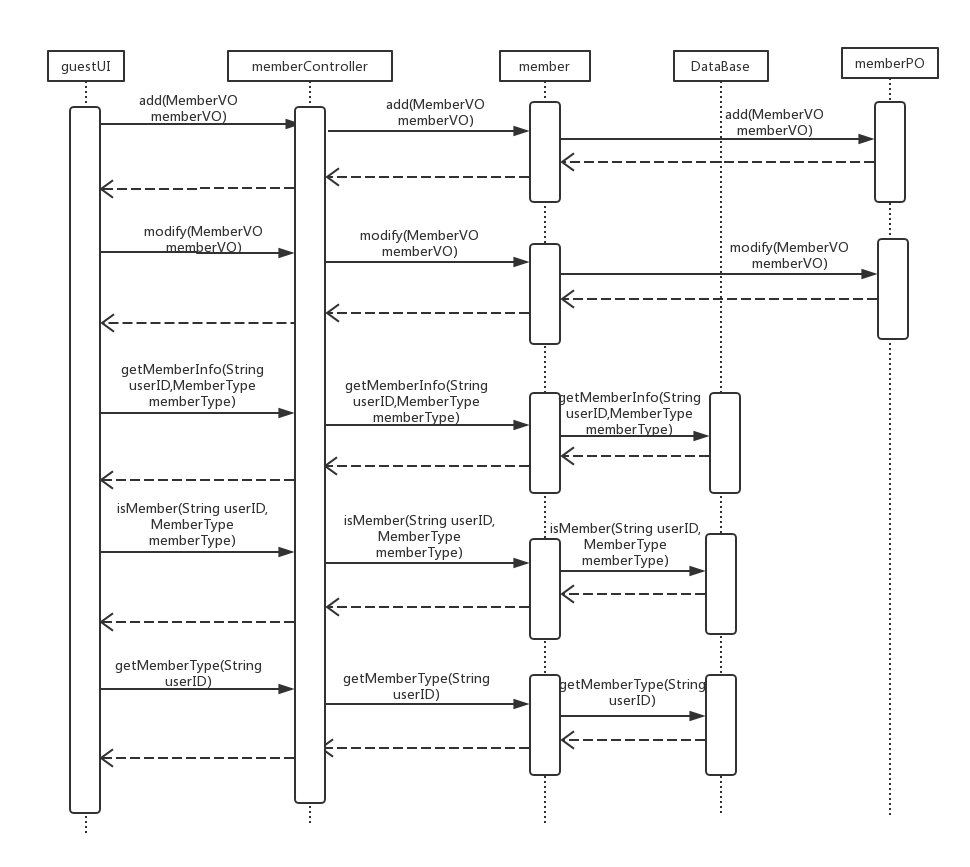 guestUI
memberController
member
DataBase
memberPO
add(MemberVO
memberVO)
add(MemberVO
memberVO)
add(MemberVO
memberVO)
modify(MemberVO
memberVO)
modify(MemberVO
memberVO)
modify(MemberVO
memberVO)
getMemberInfo(String
userID,MemberType
memberType)
getMemberInfo(String
userID,MemberType
memberType)
getMemberInfo(String
userID,MemberType
memberType)
isMember(String userID,
MemberType
memberType)
isMember(String userID,
MemberType
memberType)
isMember(String userID,
MemberType
memberType)
getMemberType(String
userID)
getMemberType(String
userID)
getMemberType(String
userID)